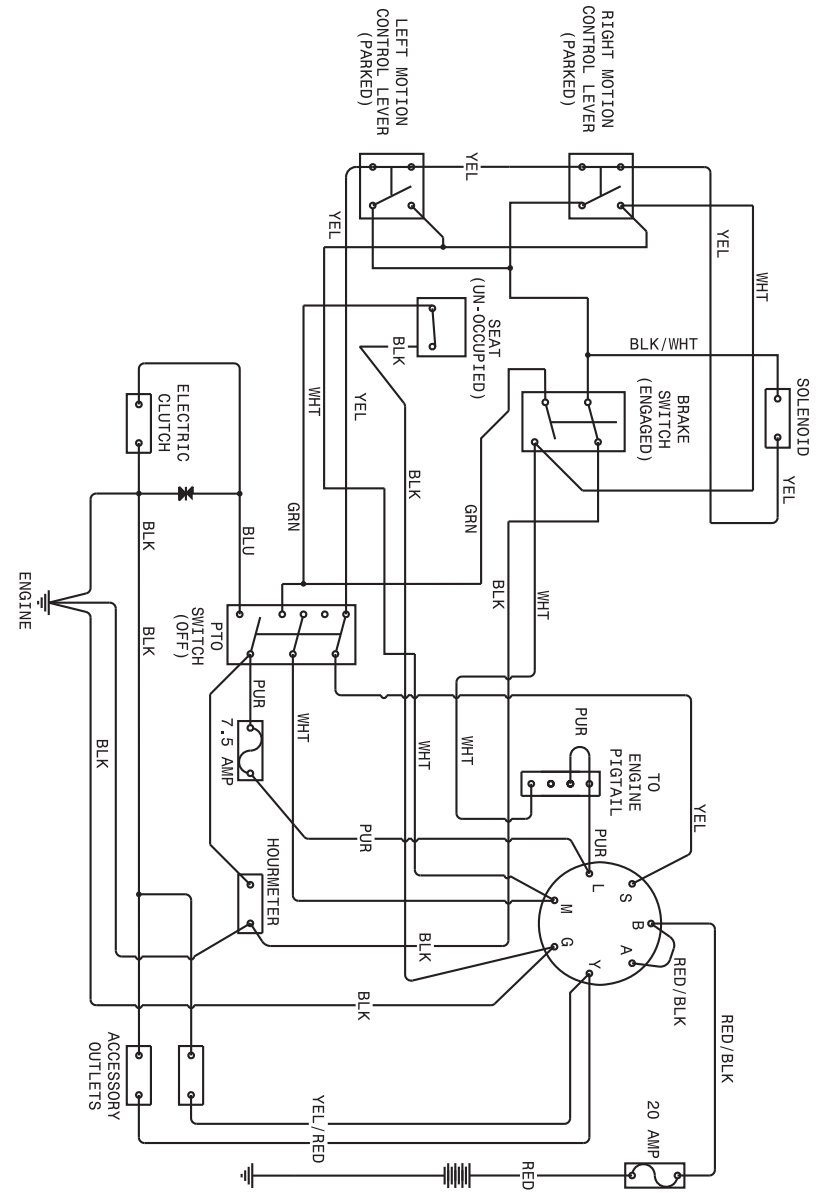 RIGHT MOTION
CONTROL LEVER
(PARKED)
LEFT MOTION
CONTROL LEVER
(PARKED)
YEL
YEL
YEL
WHT
SEAT
(UN-OCCUPIED)
BLK
BLK/WHT
SOLENOID
YEL
BRAKE
SWITCH
(ENGAGED)
ELECTRIC
CLUTCH
WHT
YEL
BLK
GRN
GRN
BLK
BLU
BLK
WHT
ENGINE
BLK
PTO
SWITCH
(OFF)
PUR
7.5 AMP
WHT
WHT
WHT
BLK
PUR
TO
ENGINE
PIGTAIL
YEL
PUR
PUR
HOURMETER
L
S
M
B
G
A
Y
BLK
RED/BLK
BLK
RED/BLK
ACCESSORY
OUTLETS
YEL/RED
20 AMP
RED